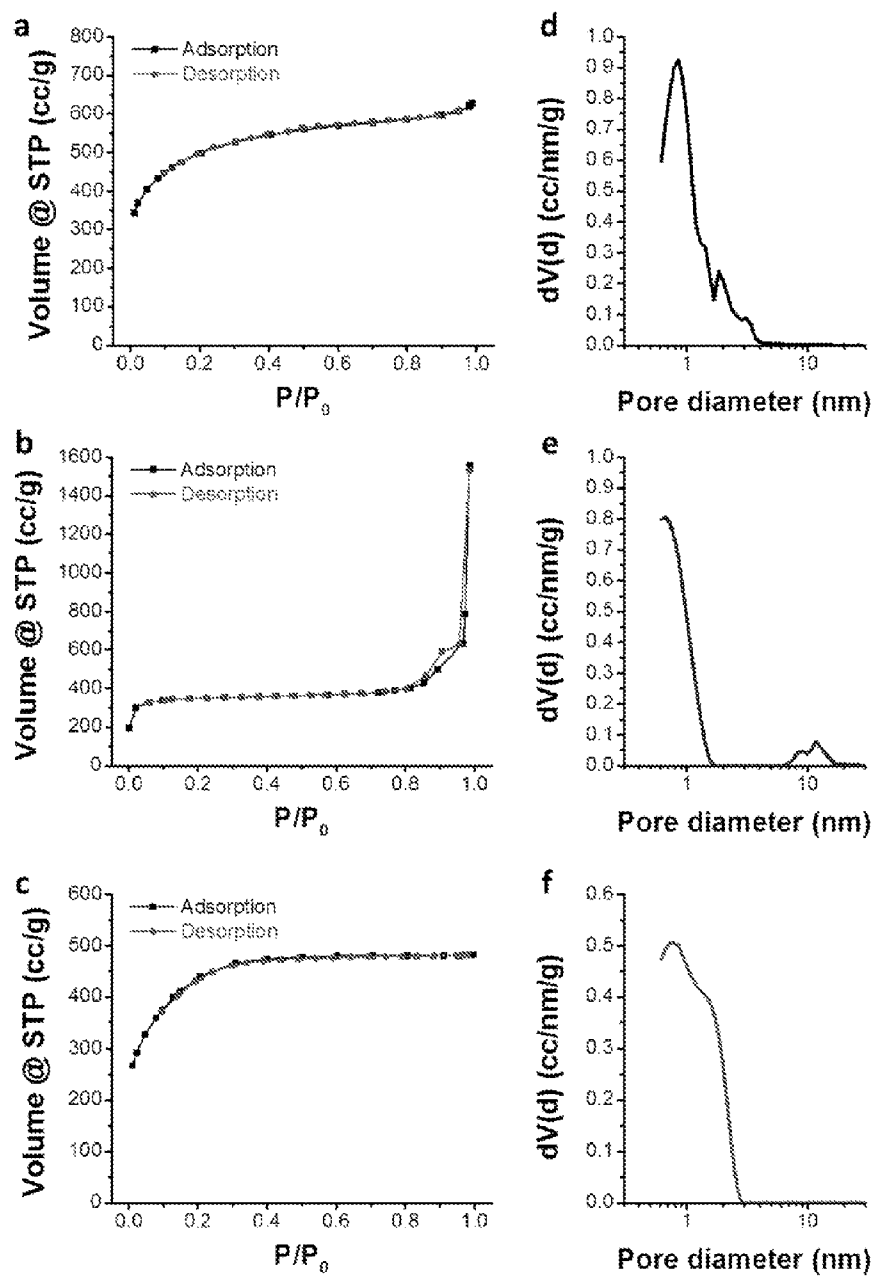 a
Volume @ STP (cc/g)
800
700
600
500
400
300
200
100
0
Adsorption
Desorption
0.0 0.2 0.4 0.6 0.8 1.0
P/P0
d
dV(d) (cc/nm/g)
1.0
0.9
0.8
0.7
0.6
0.5
0.4
0.3
0.2
0.1
0.0
1 10
Pore diameter (nm)
b
Volume @ STP (cc/g)
1600
1400
1200
1000
800
600
400
200
0
Adsorption
Desorption
0.0 0.2 0.4 0.6 0.8 1.0
P/P0
e
dV(d) (cc/nm/g)
1.0
0.9
0.8
0.7
0.6
0.5
0.4
0.3
0.2
0.1
0.0
1 10
Pore diameter (nm)
c
Volume @ STP (cc/g)
600
500
400
300
200
100
0
Adsorption
Desorption
0.0 0.2 0.4 0.6 0.8 1.0
P/P0
f
dV(d) (cc/nm/g)
0.6
0.5
0.4
0.3
0.2
0.1
0.0
1 10
Pore diameter (nm)